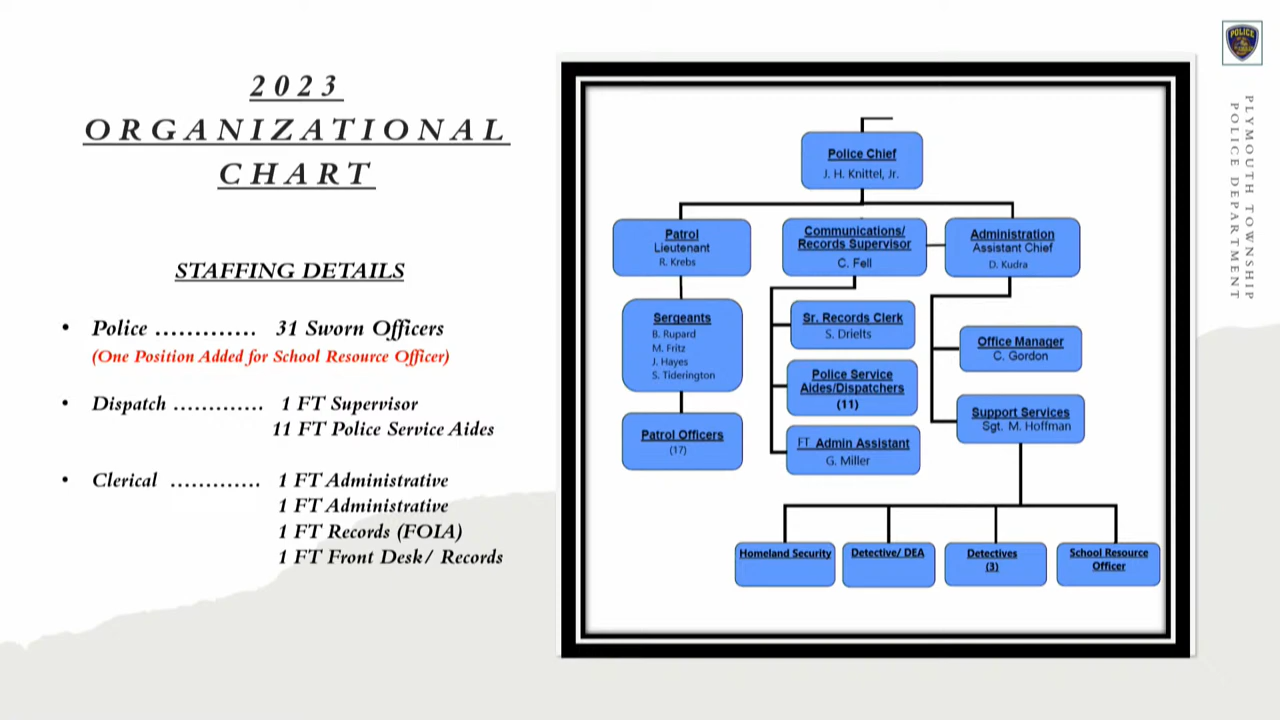 2023
ORGANIZATIONAL
CHART
STAFFING DETAILS
• Police …………. 31 Sworn Officers
(One Position Added for School Resource Officer)
• Dispatch …………. 1 FT Supervisor
11 FT Police Service Aides
• Clerical …………. 1 FT Administrative
1 FT Administrative
1 FT Records (FOIA)
1 FT Front Desk/ Records
Police Chief
J. H. Knittel, Jr.
Patrol
Lieutenant
R. Krebs
Communications/
Records Supervisor
C. Fell
Administration
Assistant Chief
D. Kudra
Sergeants
B. Rupard
M. Fritz
J. Hayes
S. Tiderington
Patrol Officers
(17)
Sr. Records Clerk
S. Drielts
Police Service
Aides/Dispatchers
(11)
FT Admin Assistant
G. Miller
Office Manager
C. Gordon
Support Services
Sgt. M. Hoffman
Homeland Security
Detective/ DEA
Detectives
(3)
School Resource
Officer
POLICE
PLYMOUTH TOWNSHIP
POLICE DEPARTMENT